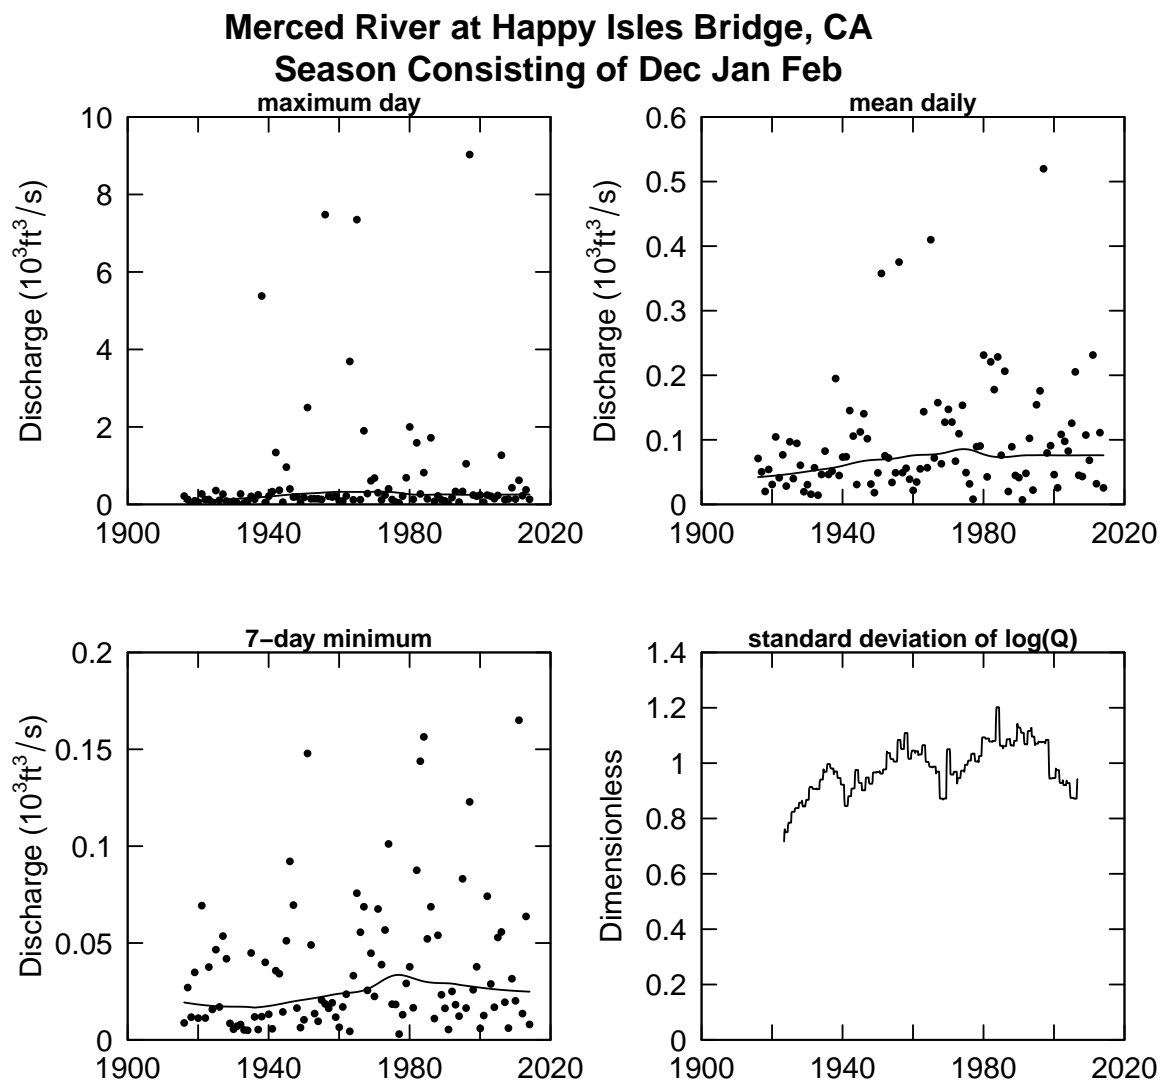 Merced River at Happy Isles Bridge, CA
Season Consisting of Dec Jan Feb
maximum day
Discharge (10³ft³/s)
10
8
6
4
2
0
1900 1940 1980 2020
mean daily
Discharge (10³ft³/s)
0.6
0.5
0.4
0.3
0.2
0.1
0
1900 1940 1980 2020
7−day minimum
Discharge (10³ft³/s)
0.2
0.15
0.1
0.05
0
1900 1940 1980 2020
standard deviation of log(Q)
Dimensionless
1.4
1.2
1
0.8
0.6
0.4
0.2
0
1900 1940 1980 2020